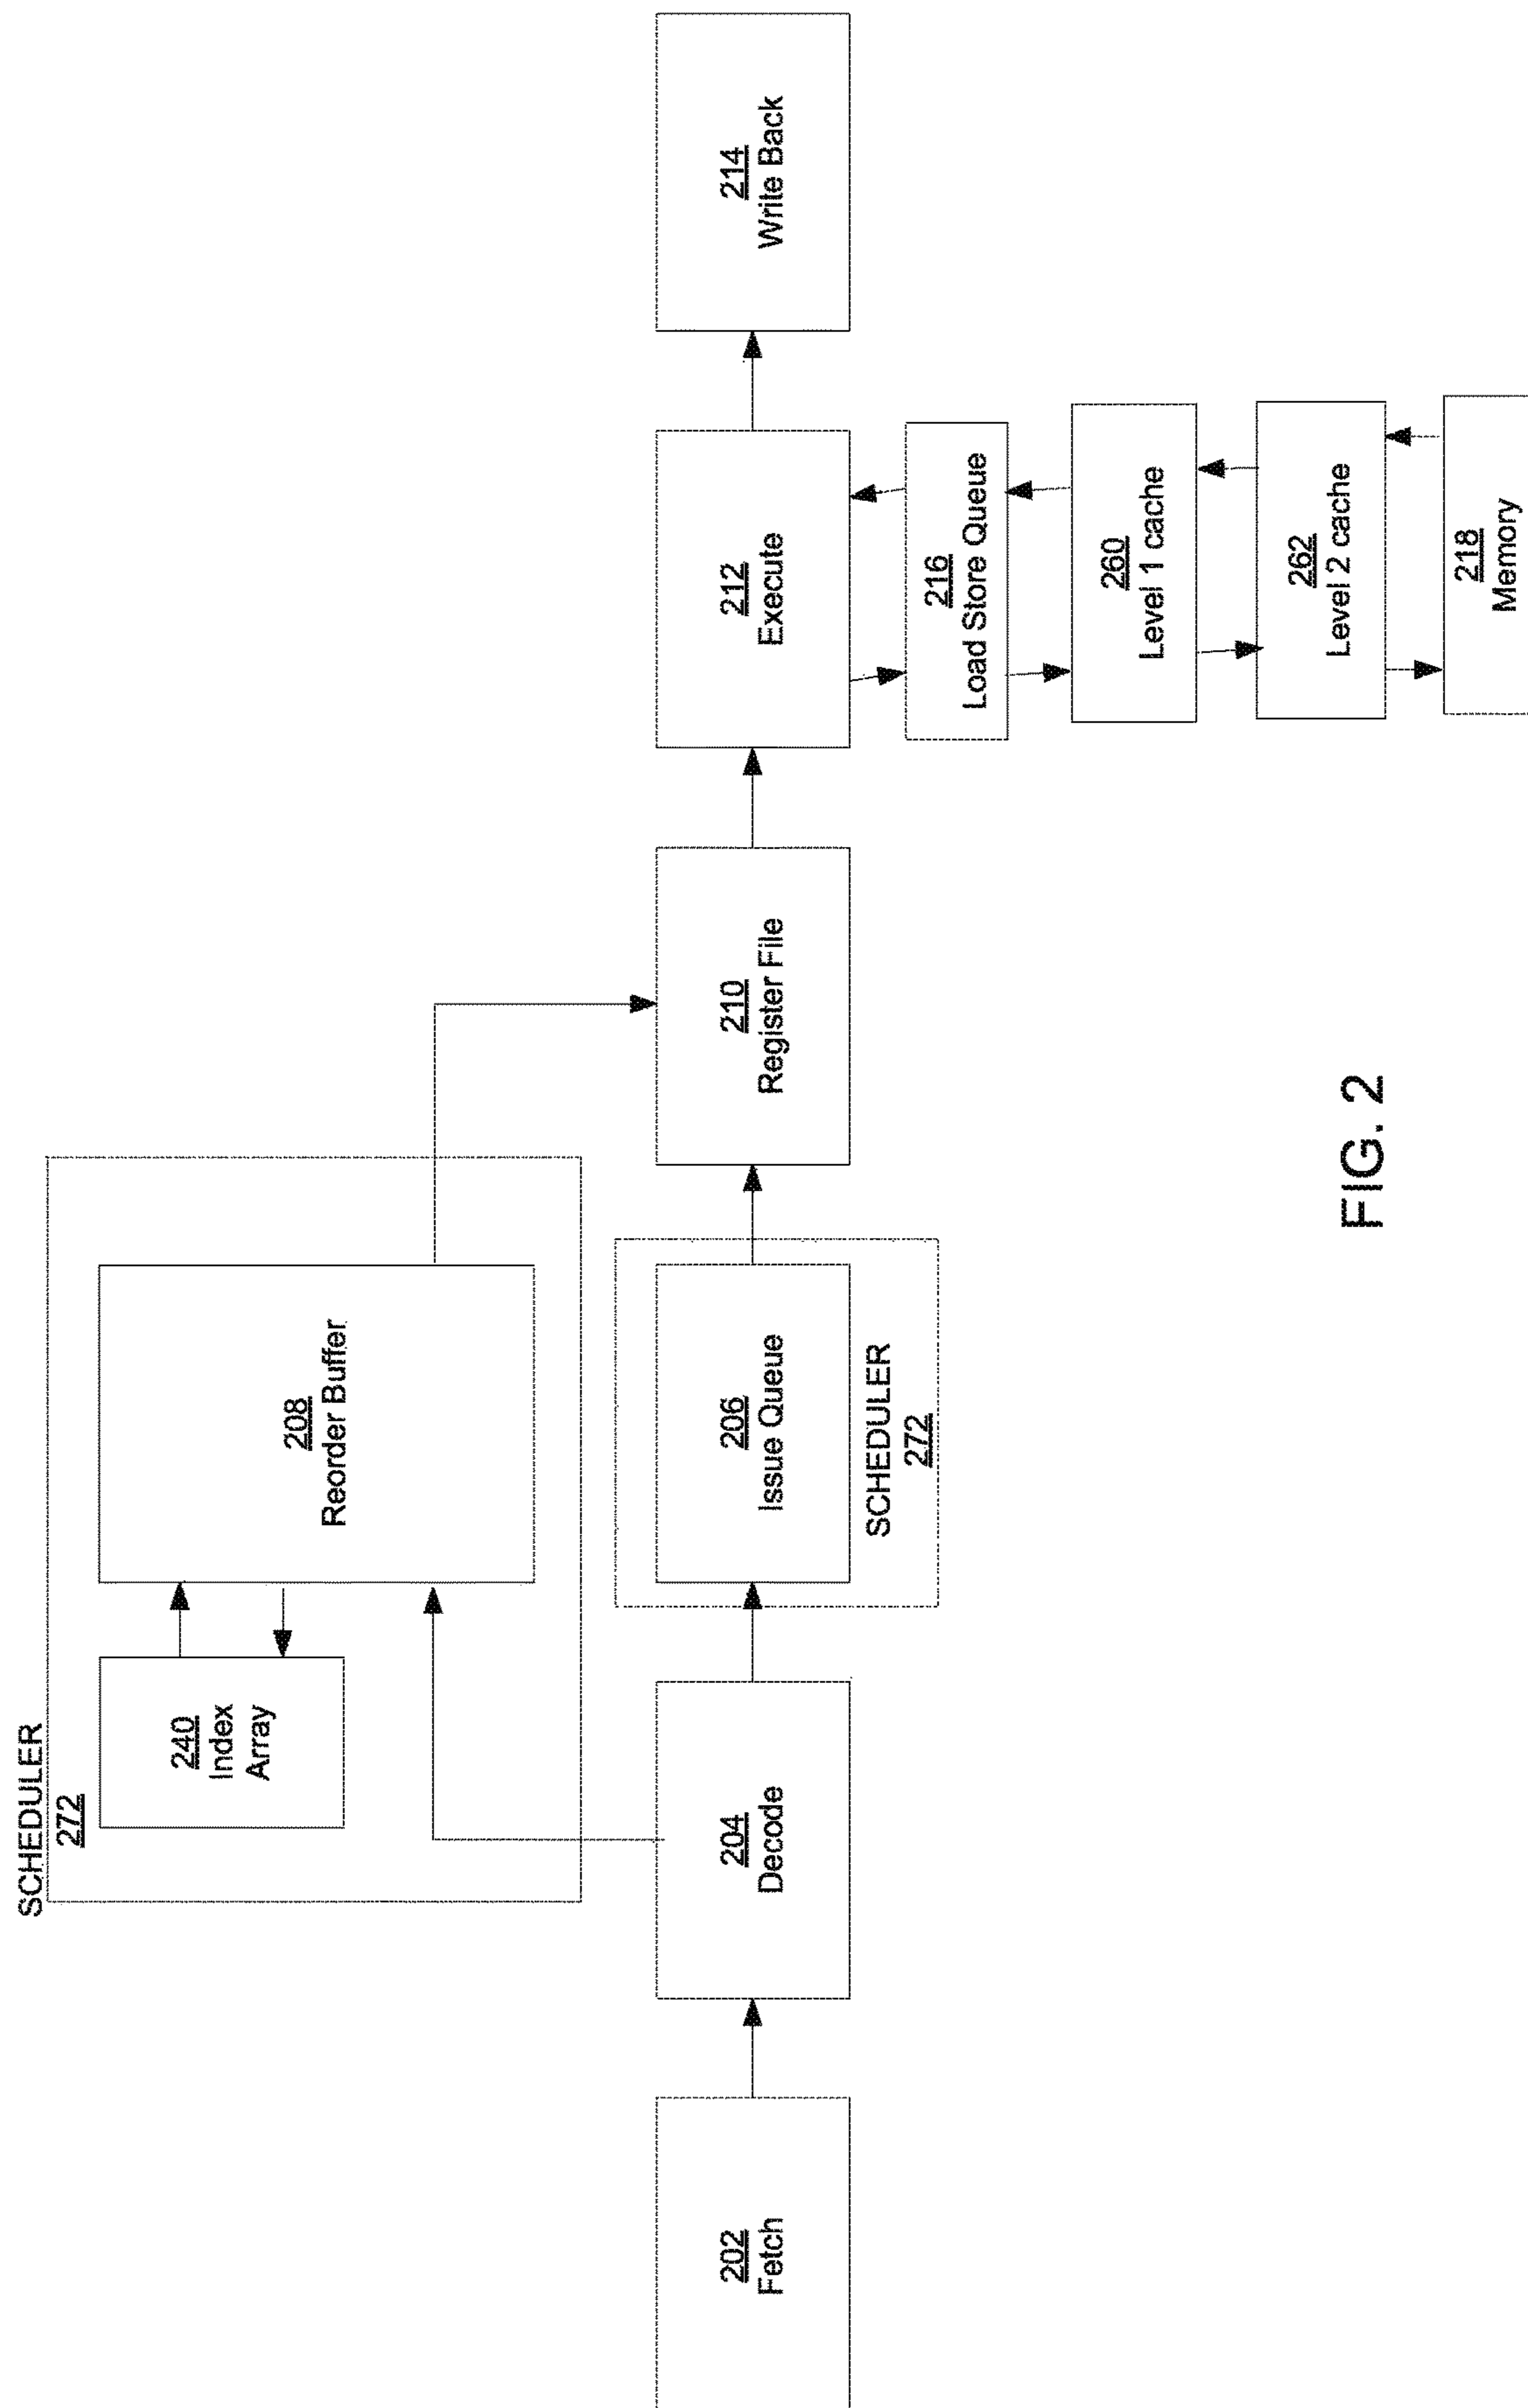 SCHEDULER
272
240
Index
Array
208
Reorder Buffer
202
Fetch
204
Decode
206
Issue Queue
SCHEDULER
272
210
Register File
212
Execute
214
Write Back
216
Load Store Queue
260
Level 1 cache
262
Level 2 cache
218
Memory
FIG. 2